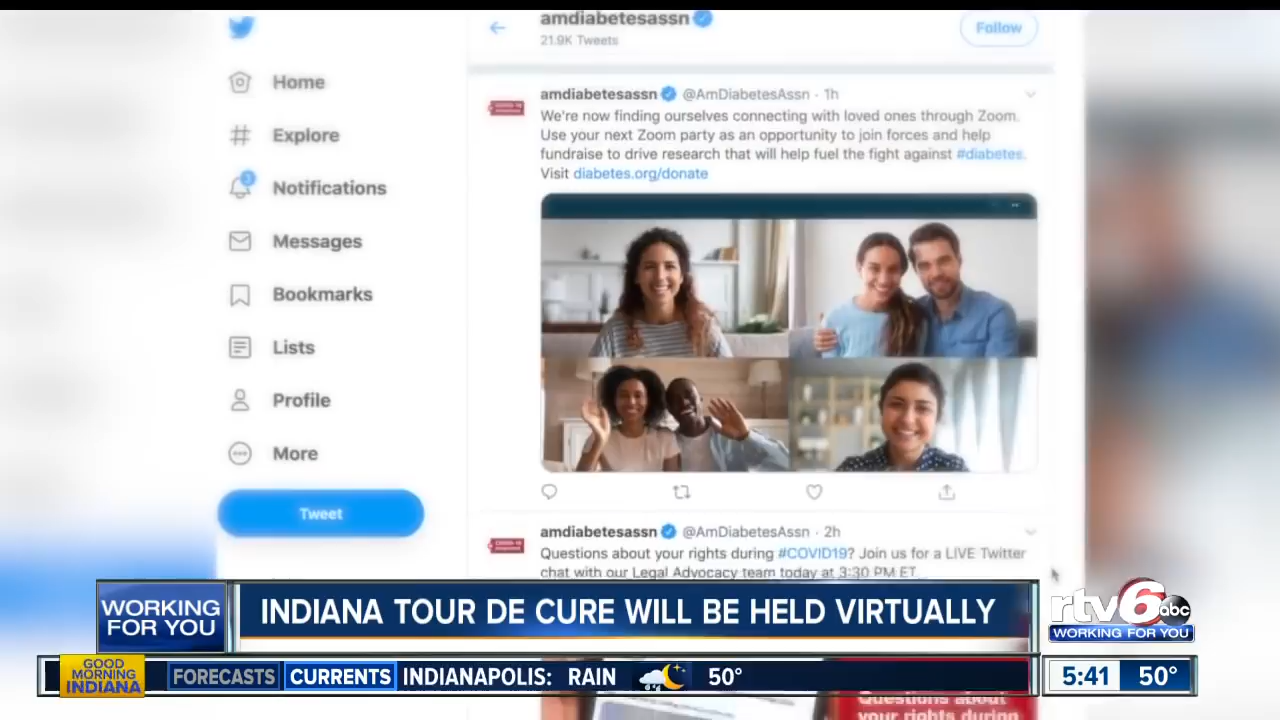 amdiabetesassn
21.9K Tweets
Follow
Home
Explore
Notifications
3
Messages
Bookmarks
Lists
Profile
More
Tweet
amdiabetesassn @AmDiabetesAssn · 1h
We're now finding ourselves connecting with loved ones through Zoom.
Use your next Zoom party as an opportunity to join forces and help
fundraise to drive research that will help fuel the fight against #diabetes.
Visit diabetes.org/donate
amdiabetesassn @AmDiabetesAssn · 2h
Questions about your rights during #COVID19? Join us for a LIVE Twitter
chat with our Legal Advocacy team today at 3:30 PM ET
WORKING
FOR YOU
INDIANA TOUR DE CURE WILL BE HELD VIRTUALLY
rtv6 abc
WORKING FOR YOU
GOOD
MORNING
INDIANA
FORECASTS
CURRENTS
INDIANAPOLIS: RAIN 50°
5:41 50°
Questions about
your rights during